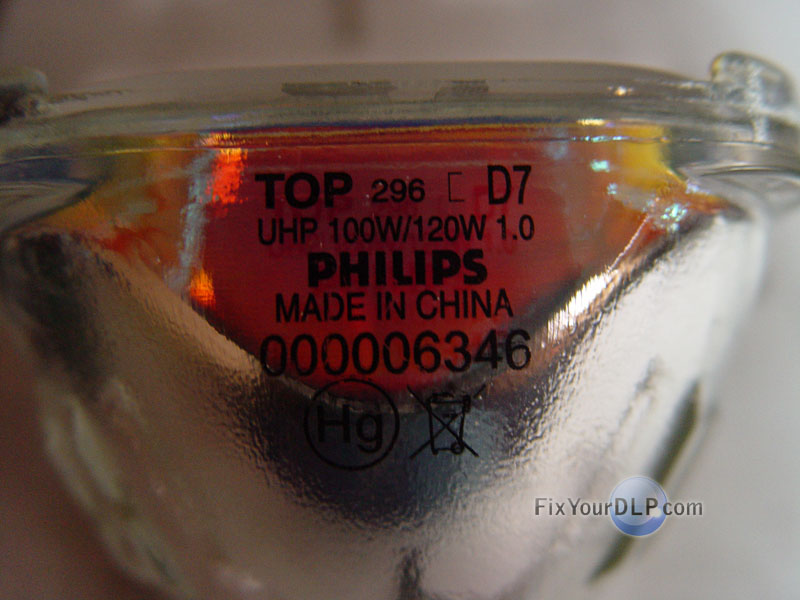 TOP 296 D7
UHP 100W/120W 1.0
PHILIPS
MADE IN CHINA
000006346
Hg
FixYourDLP.com